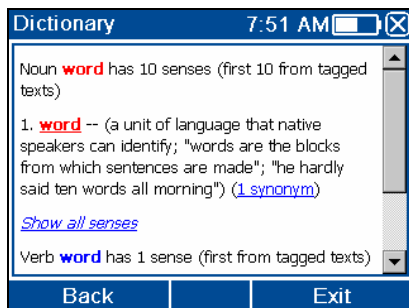 Dictionary 7:51 AM
Noun word has 10 senses (first 10 from tagged
texts)
1. word -- (a unit of language that native
speakers can identify; "words are the blocks
from which sentences are made"; "he hardly
said ten words all morning") (1 synonym)
Show all senses
Verb word has 1 sense (first from tagged texts)
Back Exit